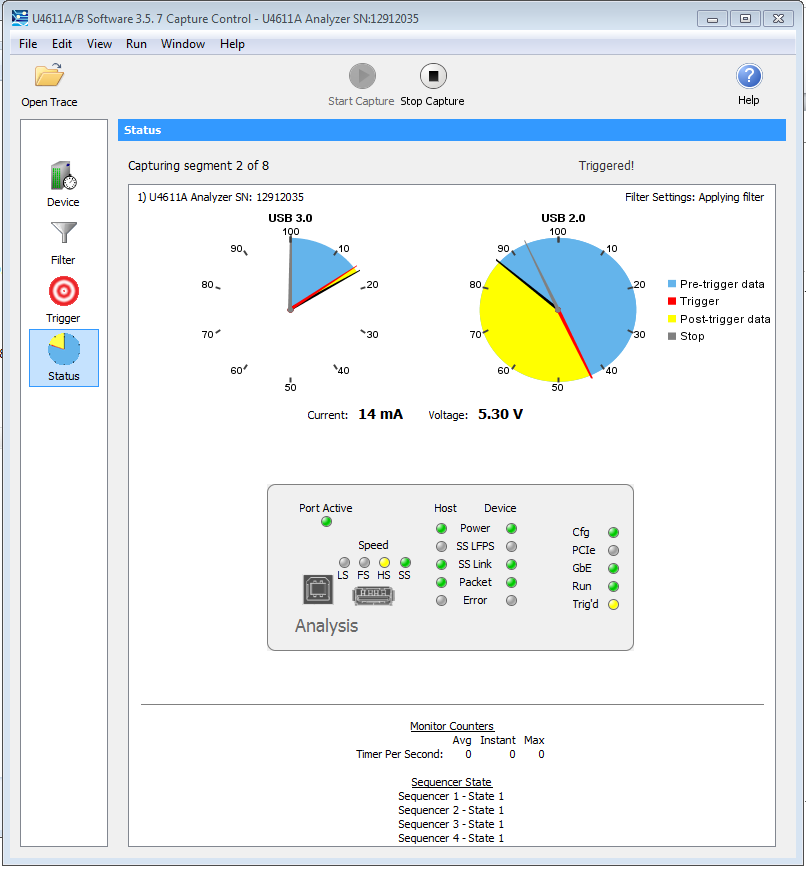 U4611A/B Software 3.5. 7 Capture Control - U4611A Analyzer SN:12912035
File Edit View Run Window Help
Open Trace
Start Capture Stop Capture
Help
Status
Device
Filter
Trigger
Status
Capturing segment 2 of 8 Triggered!
1) U4611A Analyzer SN: 12912035 Filter Settings: Applying filter
USB 3.0
100
90 10
80 20
70 30
60 40
50
USB 2.0
100
90 10
80 20
70 30
60 40
50
Pre-trigger data
Trigger
Post-trigger data
Stop
Current: 14 mA Voltage: 5.30 V
Port Active
Speed
LS FS HS SS
Analysis
Host Device
Power
SS LFPS
SS Link
Packet
Error
Cfg
PCIe
GbE
Run
Trig'd
Monitor Counters
Avg Instant Max
Timer Per Second: 0 0 0
Sequencer State
Sequencer 1 - State 1
Sequencer 2 - State 1
Sequencer 3 - State 1
Sequencer 4 - State 1